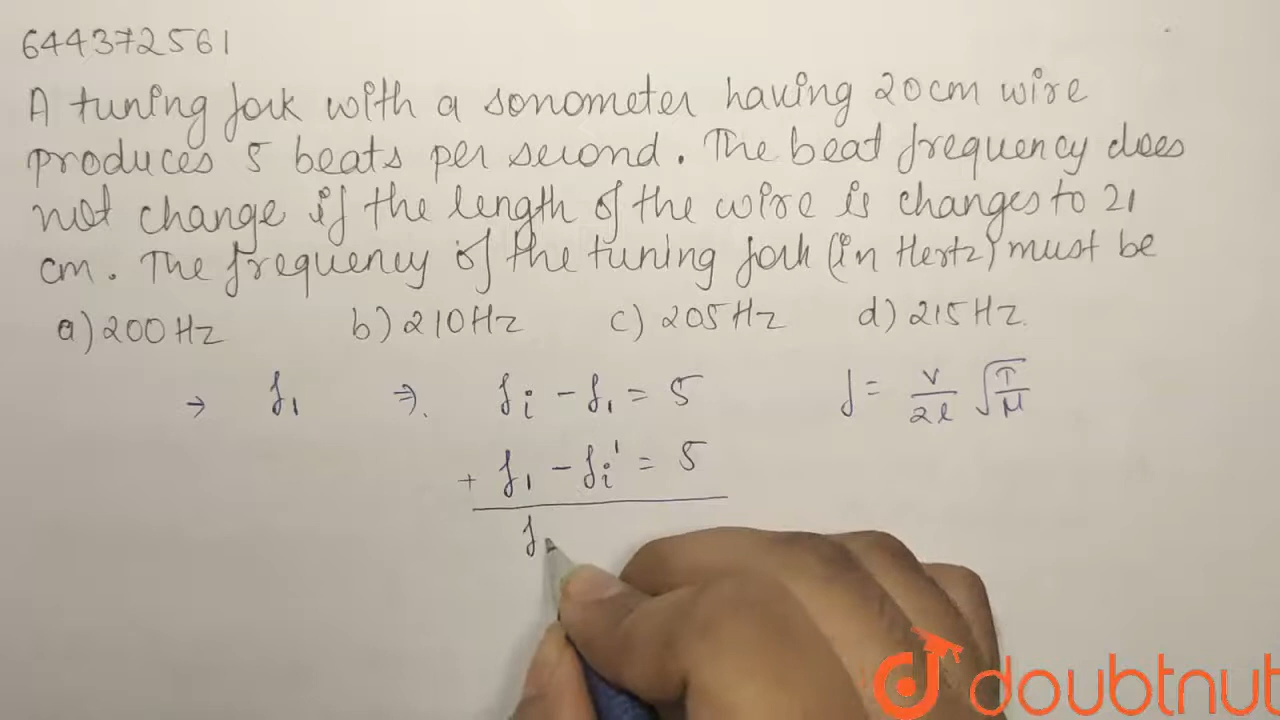 644372561
A tuning fork with a sonometer having 20cm wire
produces 5 beats per second. The beat frequency does
not change if the length of the wire is changes to 21
cm. The frequency of the tuning fork (in Hertz) must be
a) 200 Hz b) 210 Hz c) 205 Hz d) 215 Hz.
→ f₁ ⇒. fᵢ - f₁ = 5 f = v/2l √T/M
+ f₁ - fᵢ' = 5
f
doubtnut